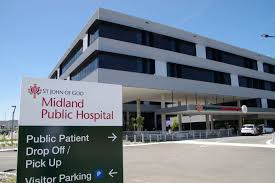 ST JOHN OF GOD
Midland
Public Hospital
Public Patient
Drop Off /
Pick Up
Visitor Parking